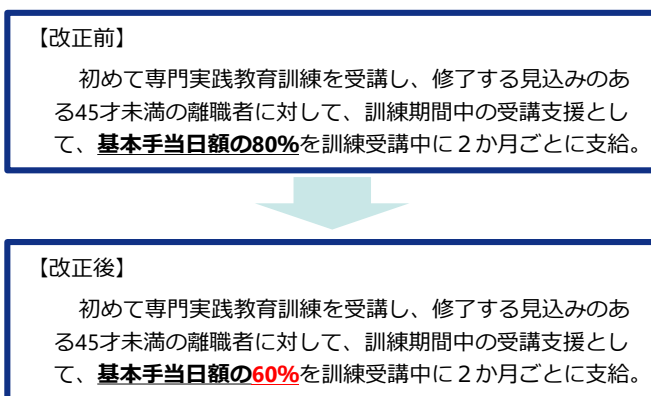 【改正前】
初めて専門実践教育訓練を受講し、修了する見込みのあ
る45才未満の離職者に対して、訓練期間中の受講支援とし
て、基本手当日額の80%を訓練受講中に２か月ごとに支給。
【改正後】
初めて専門実践教育訓練を受講し、修了する見込みのあ
る45才未満の離職者に対して、訓練期間中の受講支援とし
て、基本手当日額の60%を訓練受講中に２か月ごとに支給。